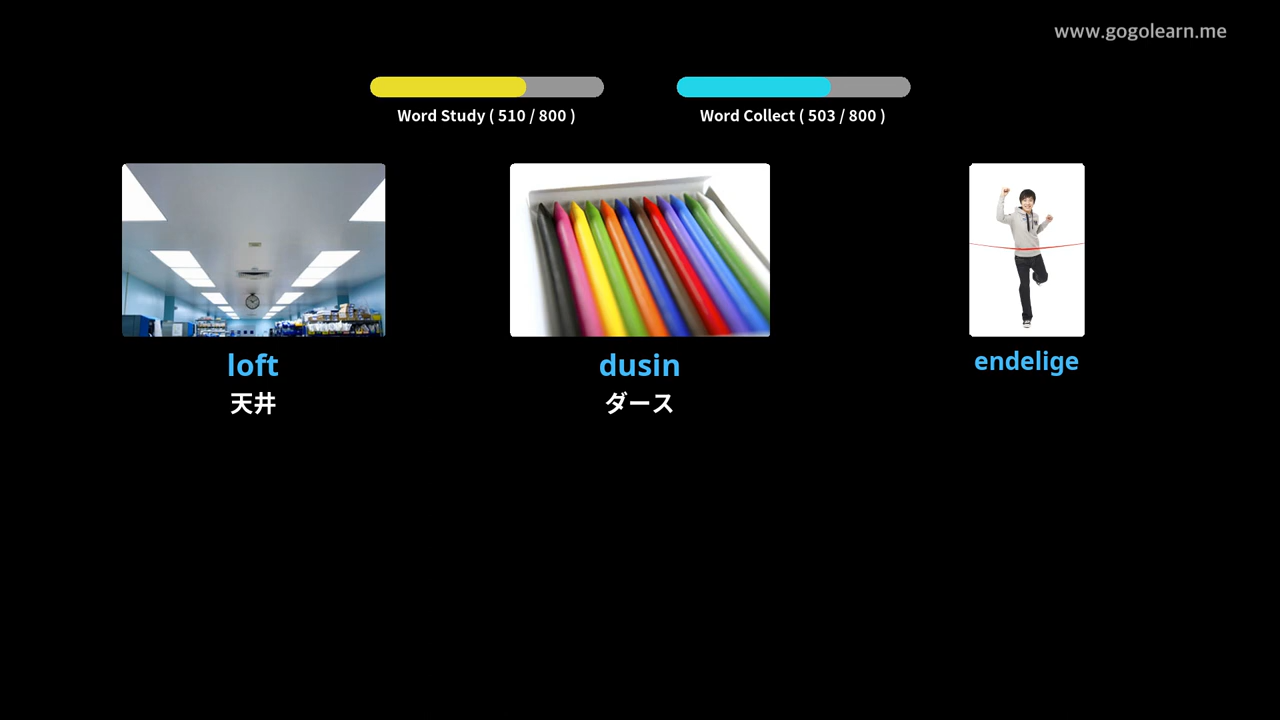 www.gogolearn.me
Word Study ( 510 / 800 )
Word Collect ( 503 / 800 )
loft
天井
dusin
ダース
endelige